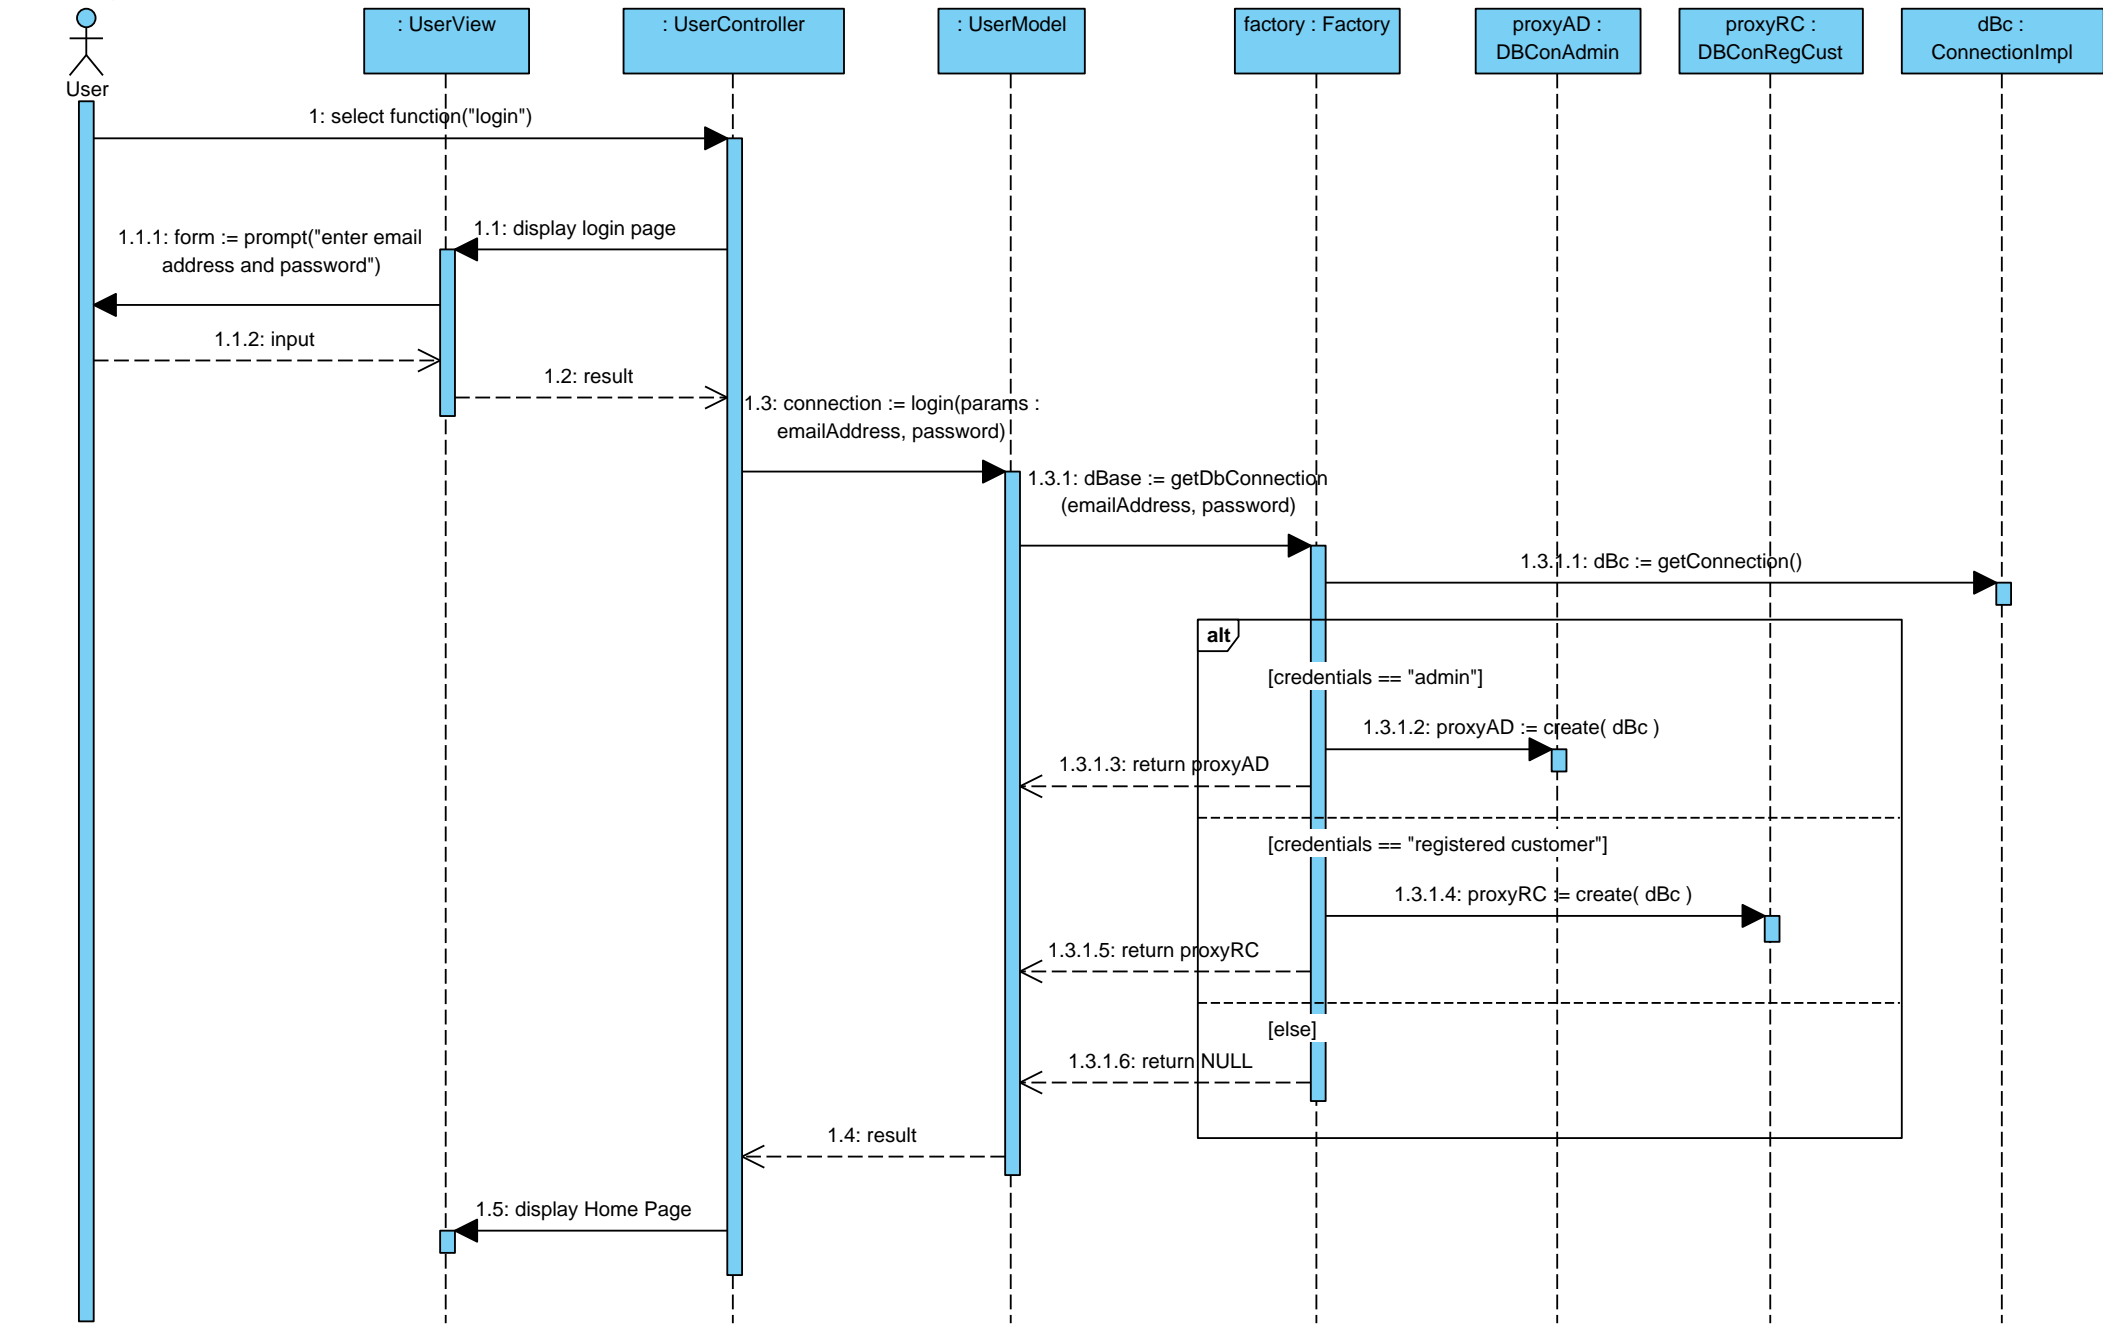 : UserView
: UserController
: UserModel
factory : Factory
proxyAD :
DBConAdmin
proxyRC :
DBConRegCust
dBc :
ConnectionImpl
User
1: select function("login")
1.1: display login page
1.1.1: form := prompt("enter email
address and password")
1.1.2: input
1.2: result
1.3: connection := login(params :
emailAddress, password)
1.3.1: dBase := getDbConnection
(emailAddress, password)
1.3.1.1: dBc := getConnection()
alt
[credentials == "admin"]
1.3.1.2: proxyAD := create( dBc )
1.3.1.3: return proxyAD
[credentials == "registered customer"]
1.3.1.4: proxyRC := create( dBc )
1.3.1.5: return proxyRC
[else]
1.3.1.6: return NULL
1.4: result
1.5: display Home Page